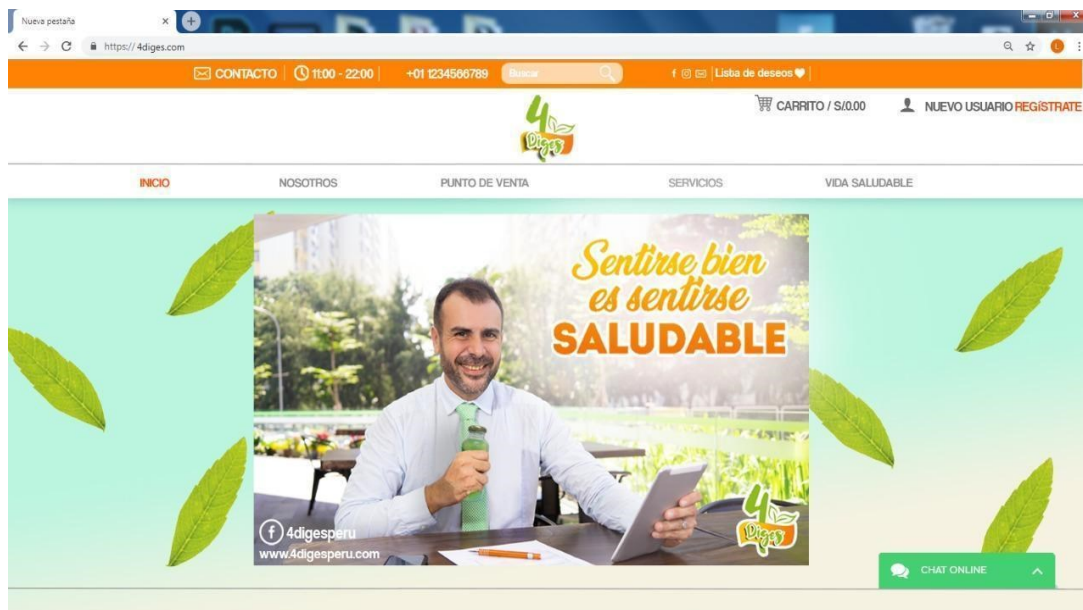 Nueva pestaña
https://4diges.com
L
CONTACTO
11:00 - 22:00
+01 1234566789
Buscar
Lisba de deseos
4
Diges
CARRITO / S/.0.00
NUEVO USUARIO REGÍSTRATE
INICIO
NOSOTROS
PUNTO DE VENTA
SERVICIOS
VIDA SALUDABLE
Sentirse bien
es sentirse
SALUDABLE
4
Diges
4digesperu
www.4digesperu.com
CHAT ONLINE